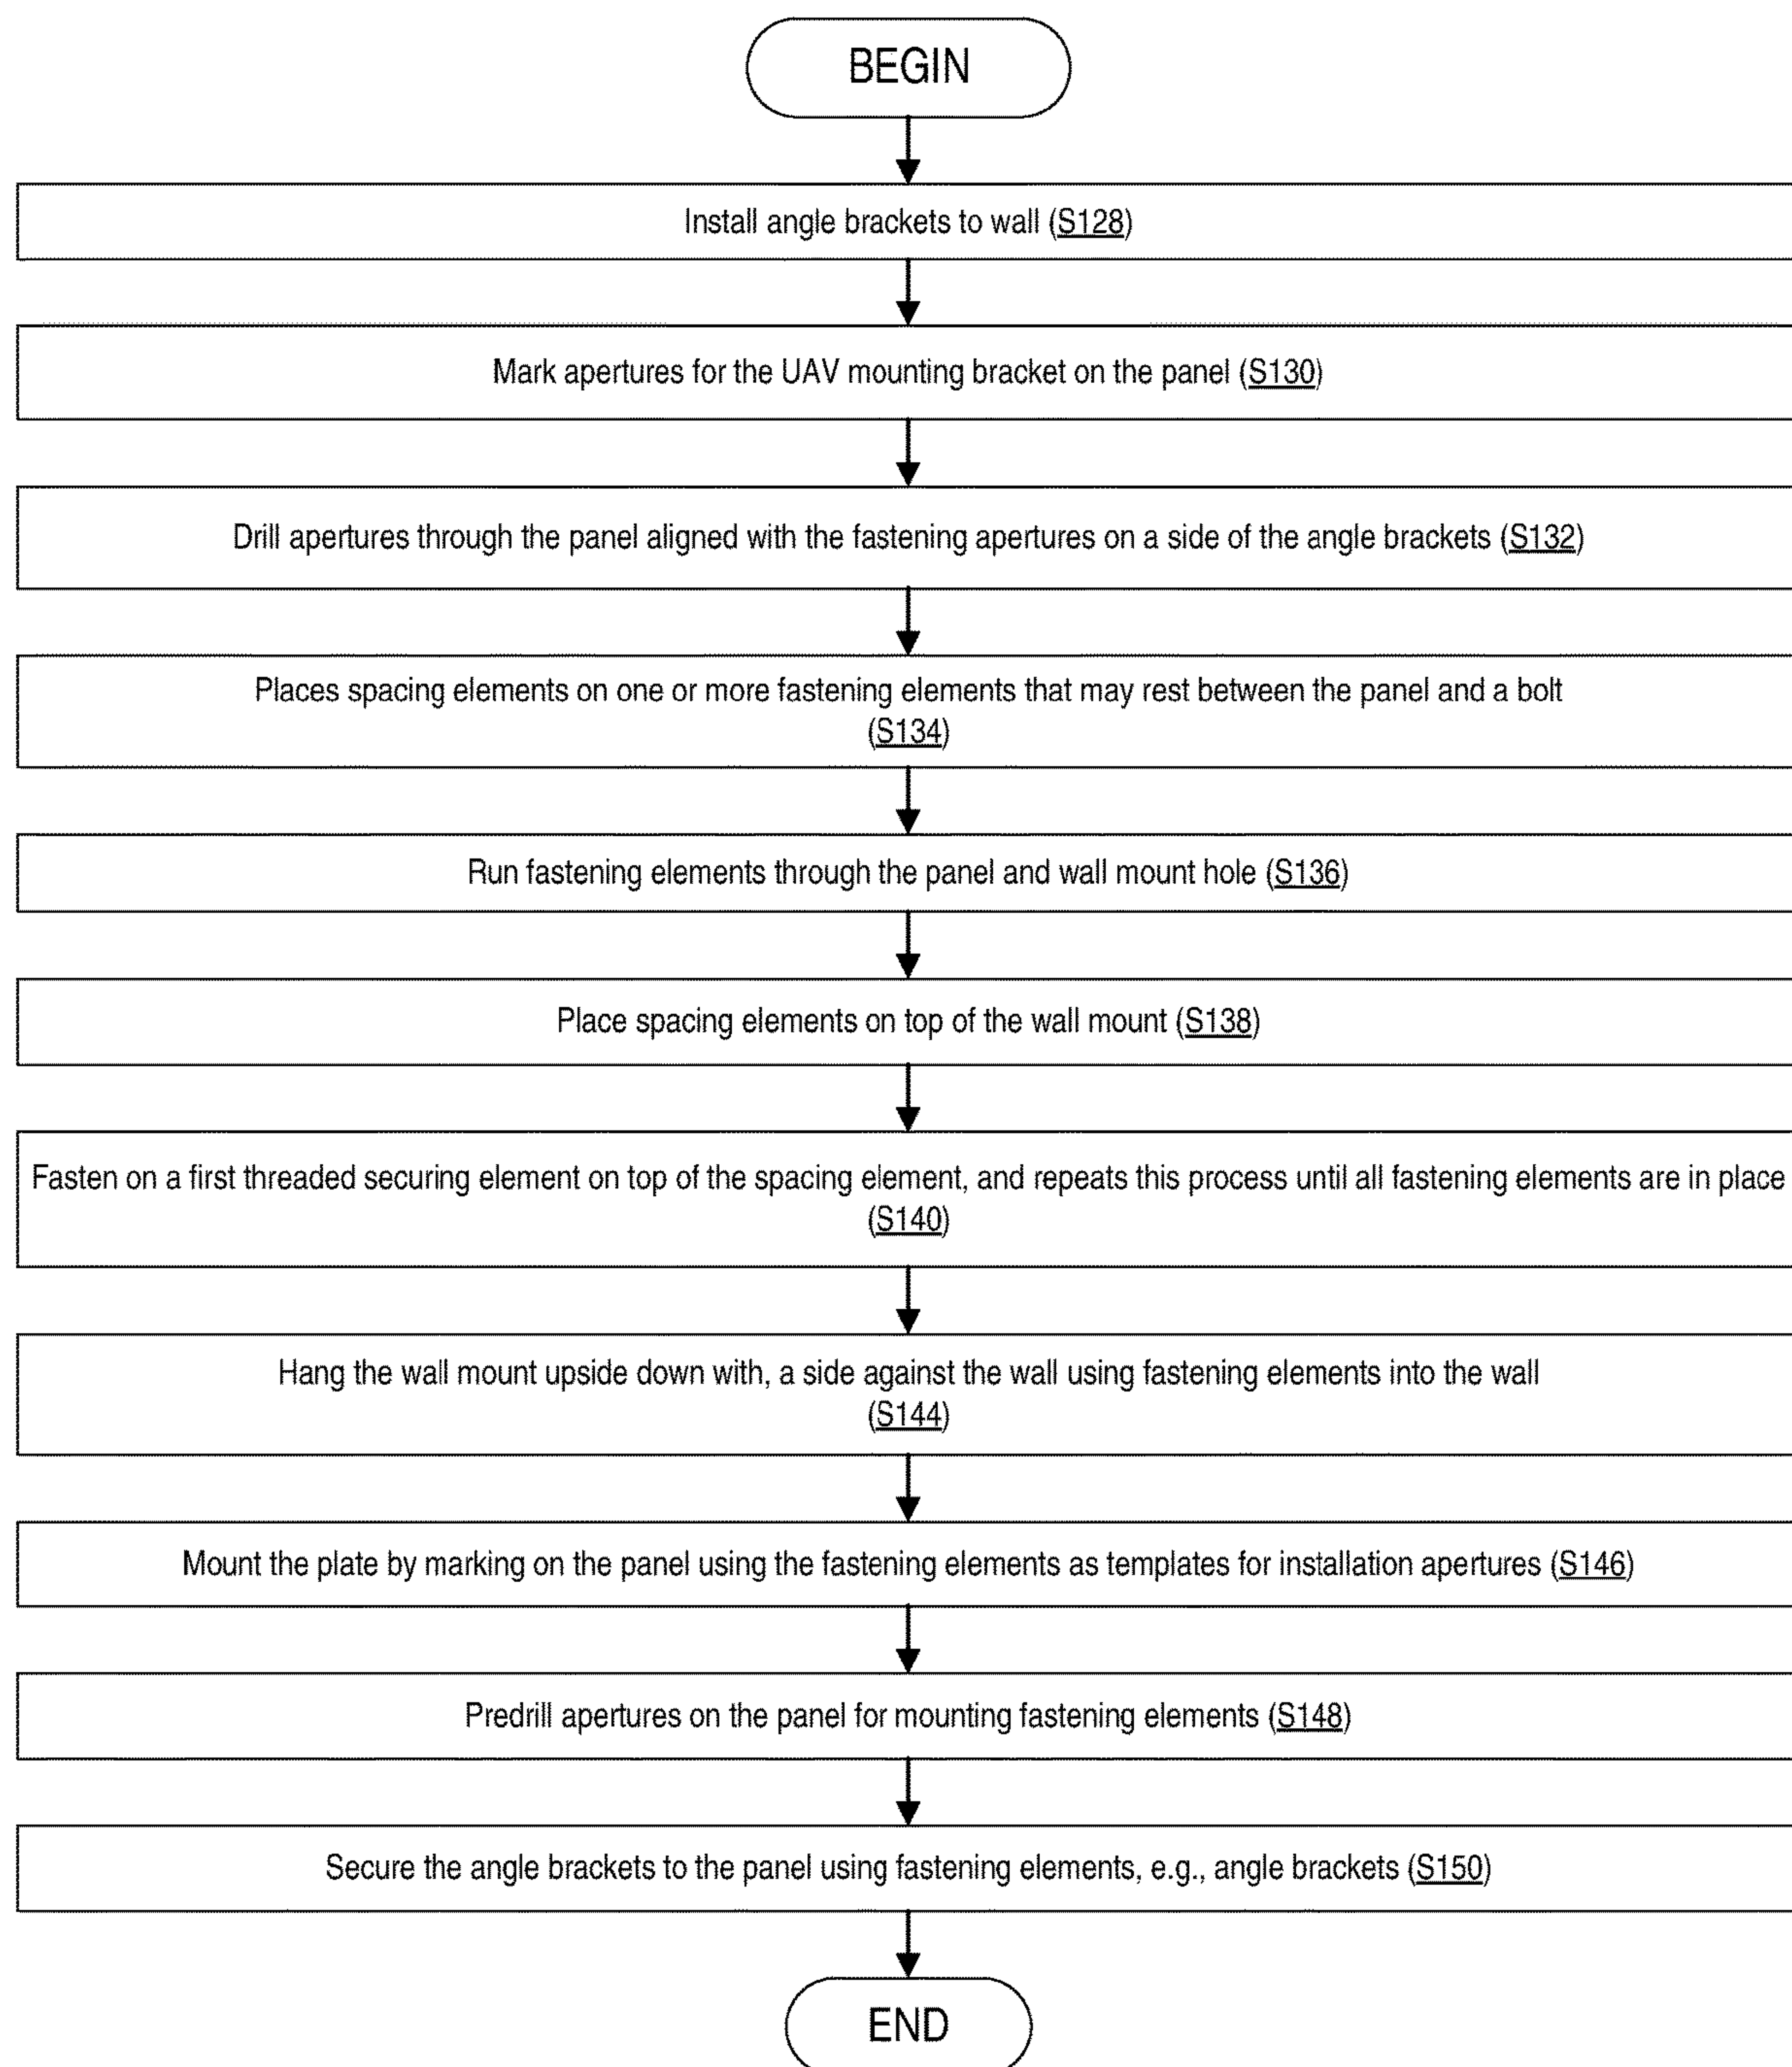 BEGIN
Install angle brackets to wall (S128)
Mark apertures for the UAV mounting bracket on the panel (S130)
Drill apertures through the panel aligned with the fastening apertures on a side of the angle brackets (S132)
Places spacing elements on one or more fastening elements that may rest between the panel and a bolt
(S134)
Run fastening elements through the panel and wall mount hole (S136)
Place spacing elements on top of the wall mount (S138)
Fasten on a first threaded securing element on top of the spacing element, and repeats this process until all fastening elements are in place
(S140)
Hang the wall mount upside down with, a side against the wall using fastening elements into the wall
(S144)
Mount the plate by marking on the panel using the fastening elements as templates for installation apertures (S146)
Predrill apertures on the panel for mounting fastening elements (S148)
Secure the angle brackets to the panel using fastening elements, e.g., angle brackets (S150)
END